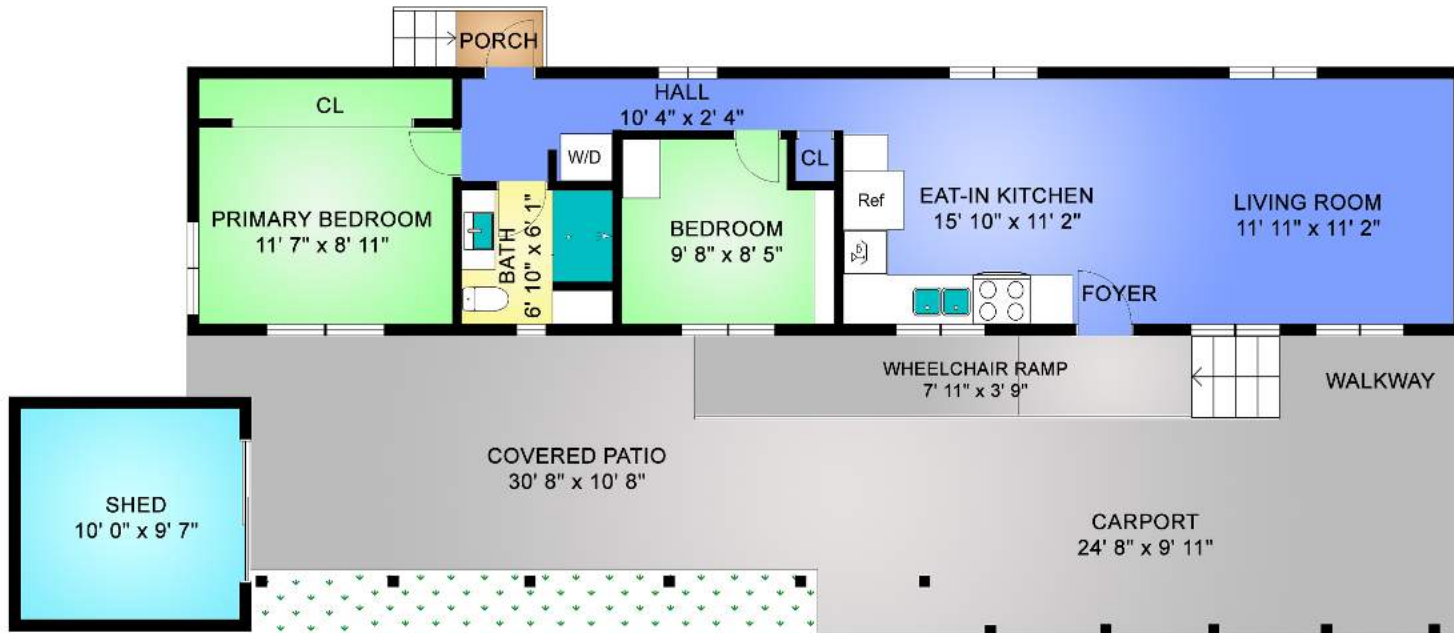 PORCH
CL
HALL
10' 4" x 2' 4"
W/D
CL
PRIMARY BEDROOM
11' 7" x 8' 11"
BATH
6' 10" x 6' 1"
BEDROOM
9' 8" x 8' 5"
Ref
EAT-IN KITCHEN
15' 10" x 11' 2"
LIVING ROOM
11' 11" x 11' 2"
FOYER
WHEELCHAIR RAMP
7' 11" x 3' 9"
WALKWAY
COVERED PATIO
30' 8" x 10' 8"
SHED
10' 0" x 9' 7"
CARPORT
24' 8" x 9' 11"